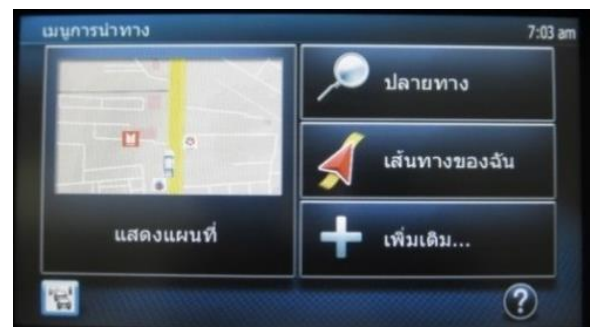 เมนูการนำทาง
7:03 am
ปลายทาง
เส้นทางของฉัน
แสดงแผนที่
เพิ่มเติม...
?